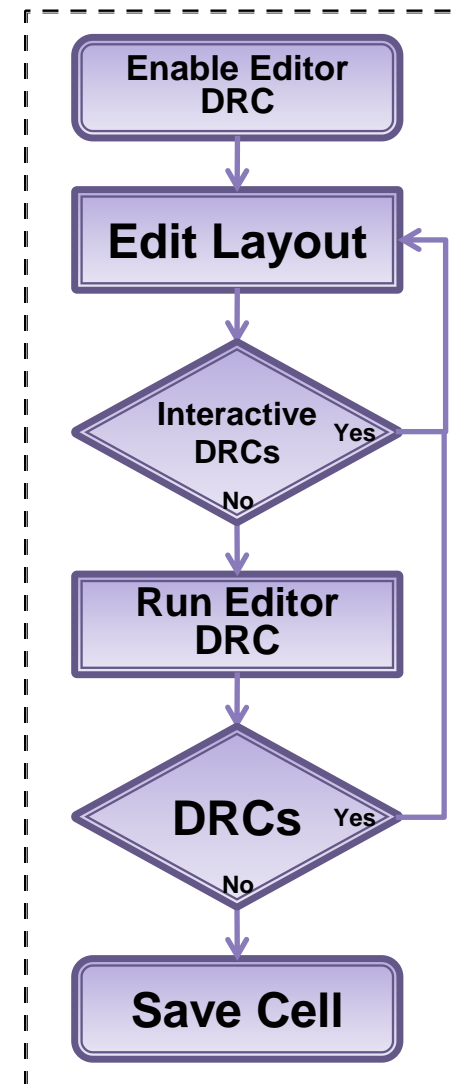 Enable Editor
DRC
Edit Layout
Interactive
DRCs
Yes
No
Run Editor
DRC
DRCs
Yes
No
Save Cell